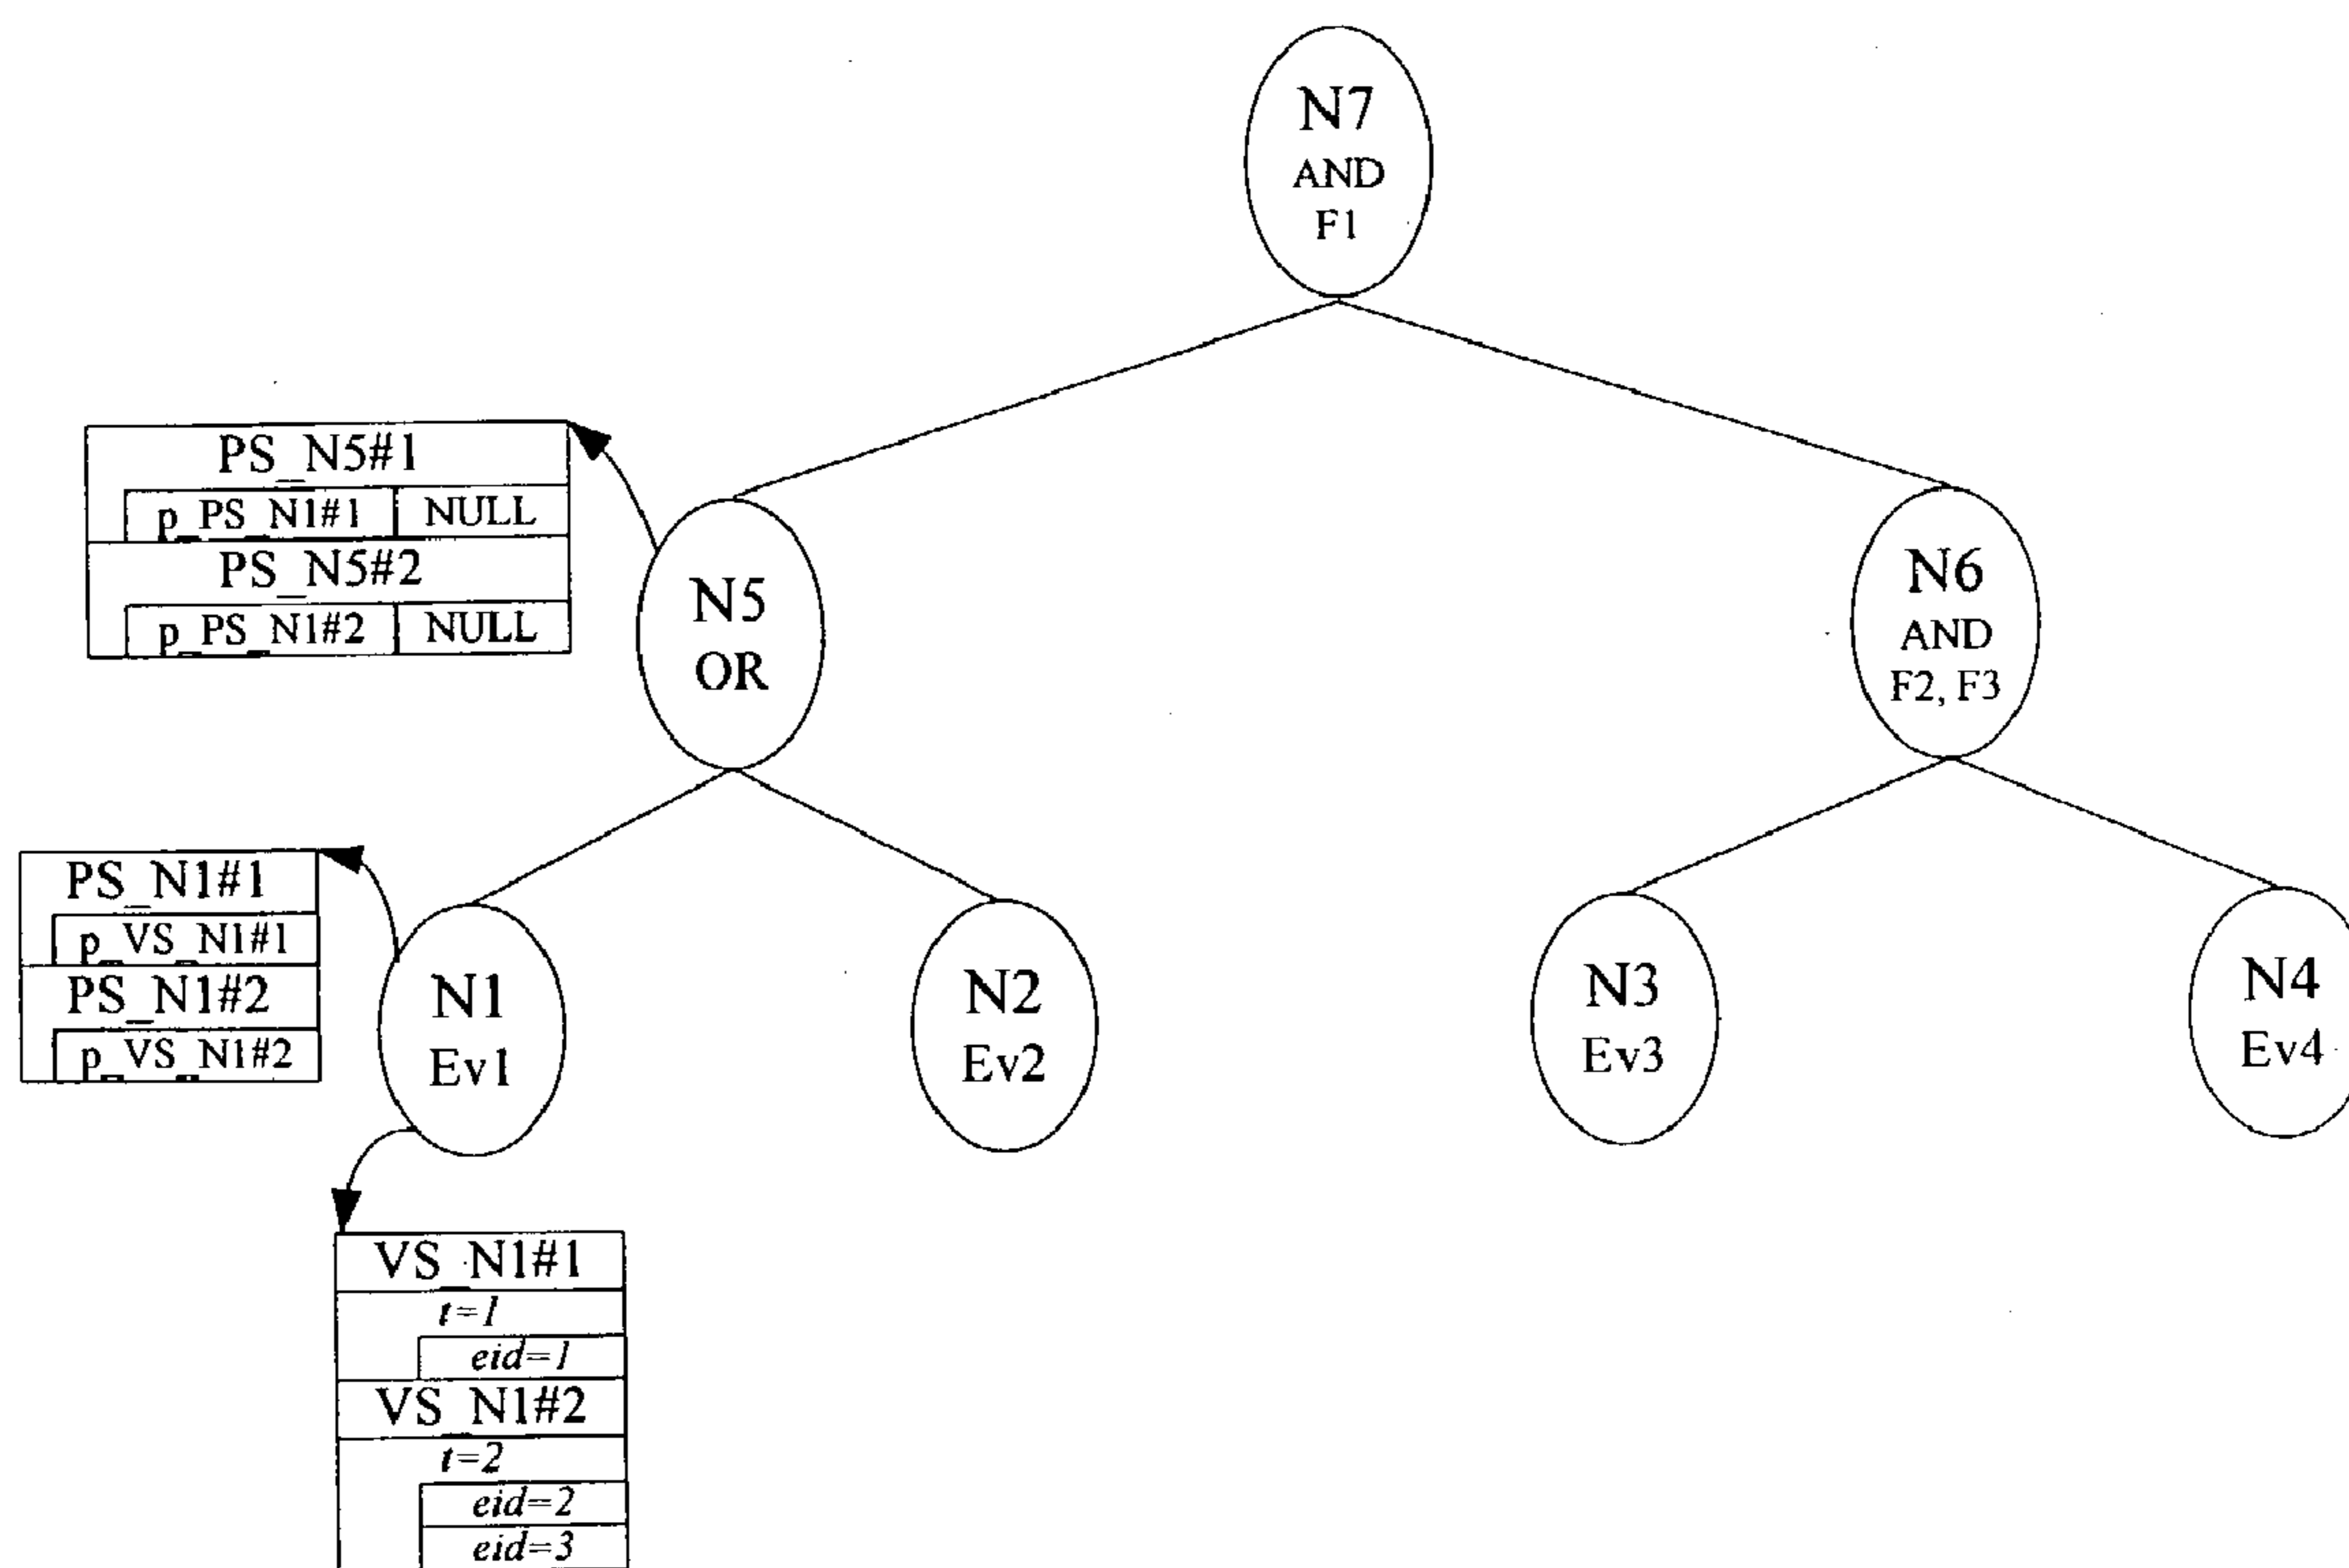 N7
AND
F1
PS_N5#1
p_PS_N1#1 NULL
PS_N5#2
p_PS_N1#2 NULL
N5
OR
N6
AND
F2, F3
PS_N1#1
p_VS_N1#1
PS_N1#2
p_VS_N1#2
N1
Ev1
N2
Ev2
N3
Ev3
N4
Ev4
VS_N1#1
t=1
eid=1
VS_N1#2
t=2
eid=2
eid=3